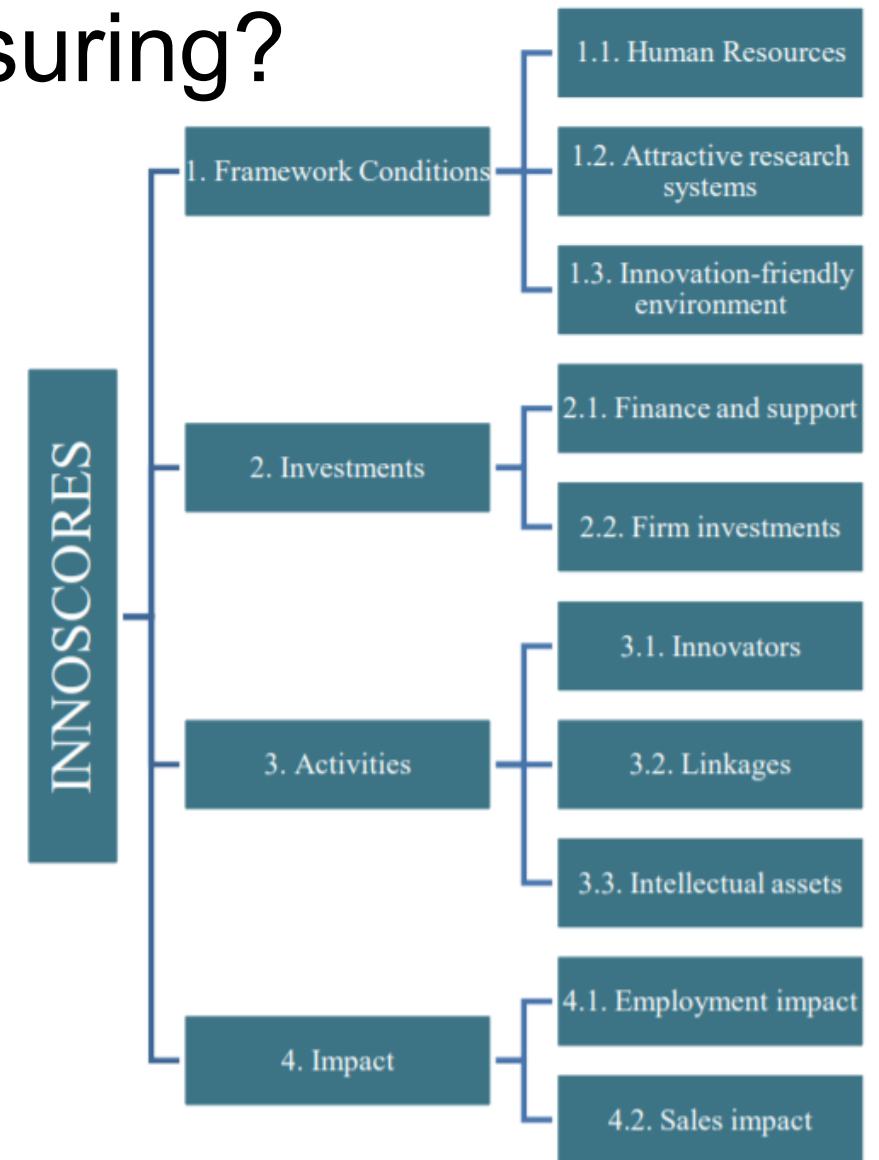 suring?
INNOSCORES
1. Framework Conditions
1.1. Human Resources
1.2. Attractive research
systems
1.3. Innovation-friendly
environment
2. Investments
2.1. Finance and support
2.2. Firm investments
3. Activities
3.1. Innovators
3.2. Linkages
3.3. Intellectual assets
4. Impact
4.1. Employment impact
4.2. Sales impact